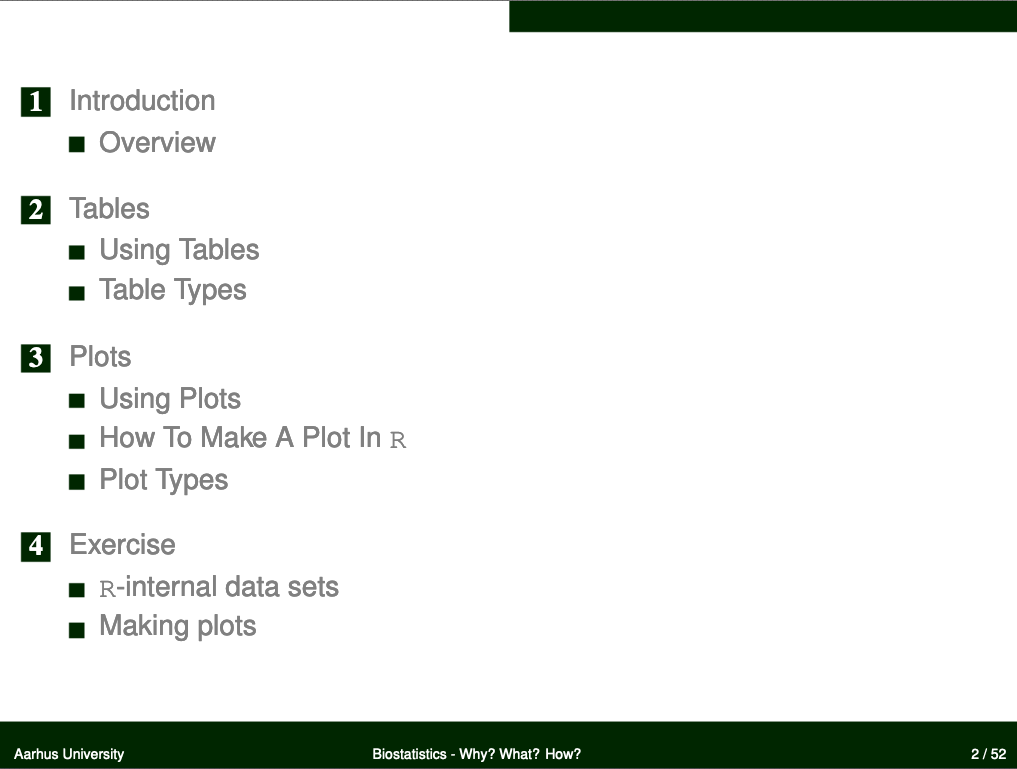 1 Introduction
Overview
2 Tables
Using Tables
Table Types
3 Plots
Using Plots
How To Make A Plot In R
Plot Types
4 Exercise
R-internal data sets
Making plots
Aarhus University Biostatistics - Why? What? How? 2 / 52